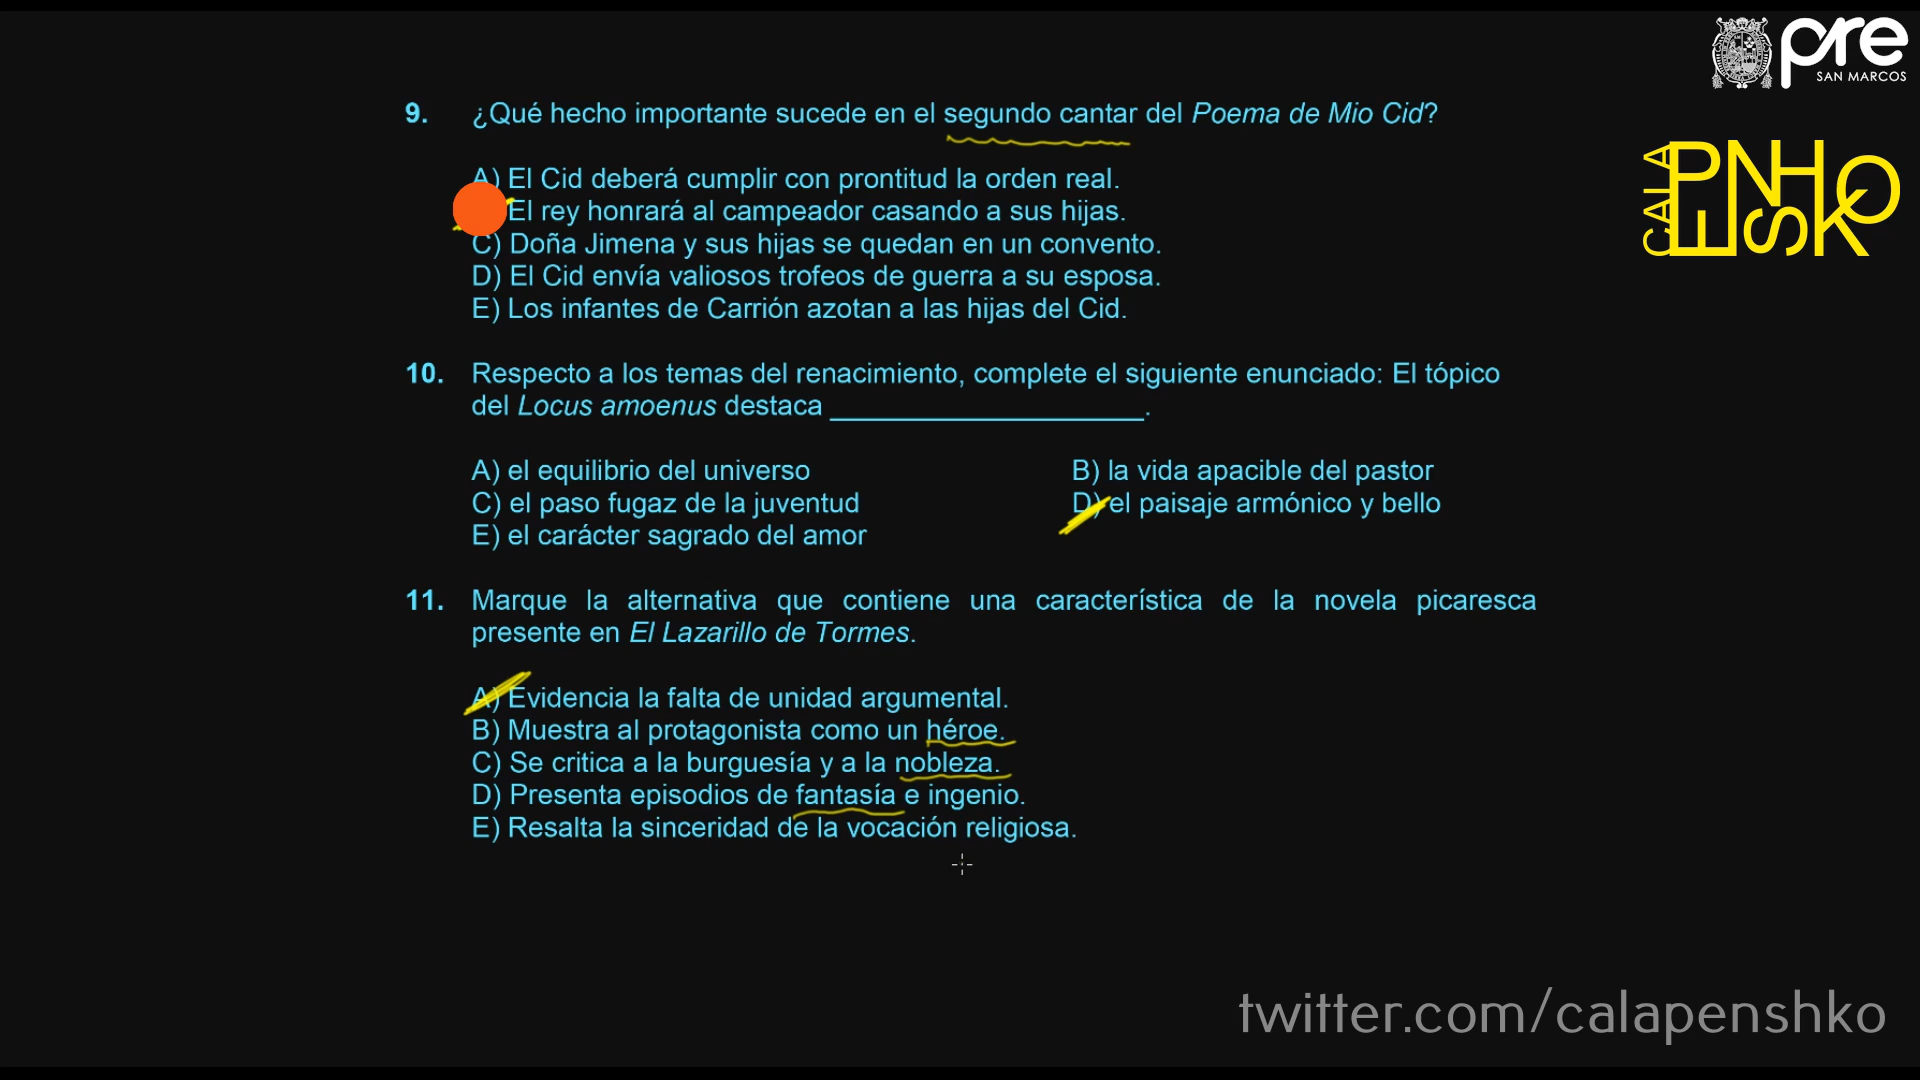 pre
SAN MARCOS
CALA
PENSHKO
9. ¿Qué hecho importante sucede en el segundo cantar del Poema de Mio Cid?
A) El Cid deberá cumplir con prontitud la orden real.
El rey honrará al campeador casando a sus hijas.
C) Doña Jimena y sus hijas se quedan en un convento.
D) El Cid envía valiosos trofeos de guerra a su esposa.
E) Los infantes de Carrión azotan a las hijas del Cid.
10. Respecto a los temas del renacimiento, complete el siguiente enunciado: El tópico
del Locus amoenus destaca ____________________.
A) el equilibrio del universo B) la vida apacible del pastor
C) el paso fugaz de la juventud D) el paisaje armónico y bello
E) el carácter sagrado del amor
11. Marque la alternativa que contiene una característica de la novela picaresca
presente en El Lazarillo de Tormes.
A) Evidencia la falta de unidad argumental.
B) Muestra al protagonista como un héroe.
C) Se critica a la burguesía y a la nobleza.
D) Presenta episodios de fantasía e ingenio.
E) Resalta la sinceridad de la vocación religiosa.
twitter.com/calapenshko